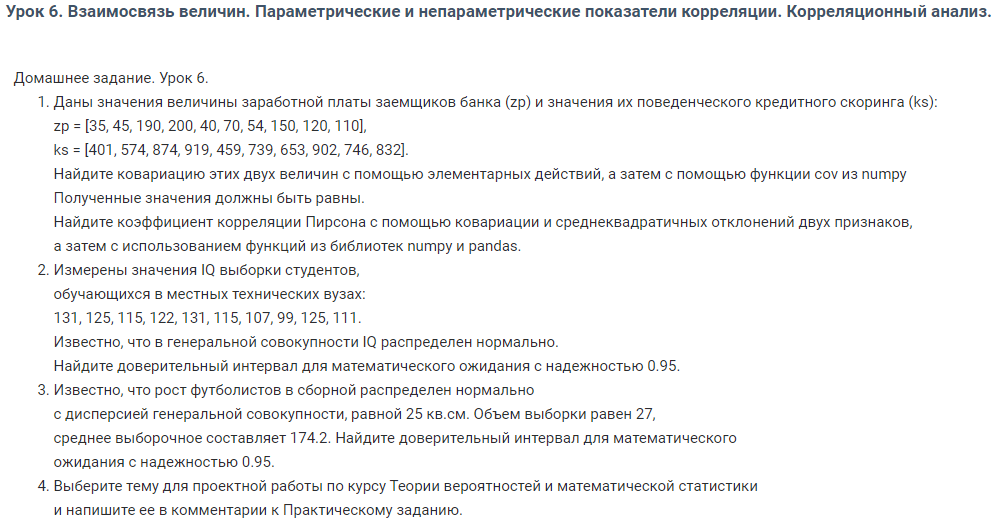 Урок 6. Взаимосвязь величин. Параметрические и непараметрические показатели корреляции. Корреляционный анализ.
Домашнее задание. Урок 6.
1. Даны значения величины заработной платы заемщиков банка (zp) и значения их поведенческого кредитного скоринга (ks):
zp = [35, 45, 190, 200, 40, 70, 54, 150, 120, 110],
ks = [401, 574, 874, 919, 459, 739, 653, 902, 746, 832].
Найдите ковариацию этих двух величин с помощью элементарных действий, а затем с помощью функции cov из numpy
Полученные значения должны быть равны.
Найдите коэффициент корреляции Пирсона с помощью ковариации и среднеквадратичных отклонений двух признаков,
а затем с использованием функций из библиотек numpy и pandas.
2. Измерены значения IQ выборки студентов,
обучающихся в местных технических вузах:
131, 125, 115, 122, 131, 115, 107, 99, 125, 111.
Известно, что в генеральной совокупности IQ распределен нормально.
Найдите доверительный интервал для математического ожидания с надежностью 0.95.
3. Известно, что рост футболистов в сборной распределен нормально
с дисперсией генеральной совокупности, равной 25 кв.см. Объем выборки равен 27,
среднее выборочное составляет 174.2. Найдите доверительный интервал для математического
ожидания с надежностью 0.95.
4. Выберите тему для проектной работы по курсу Теории вероятностей и математической статистики
и напишите ее в комментарии к Практическому заданию.